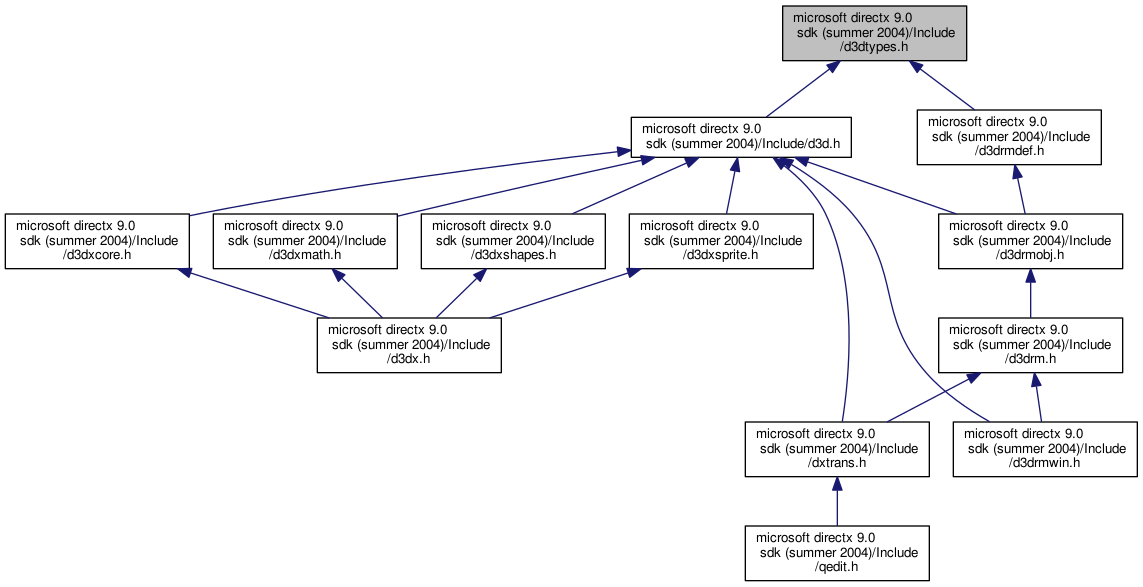 microsoft directx 9.0
sdk (summer 2004)/Include
/d3dtypes.h
microsoft directx 9.0
sdk (summer 2004)/Include/d3d.h
microsoft directx 9.0
sdk (summer 2004)/Include
/d3drmdef.h
microsoft directx 9.0
sdk (summer 2004)/Include
/d3dxcore.h
microsoft directx 9.0
sdk (summer 2004)/Include
/d3dxmath.h
microsoft directx 9.0
sdk (summer 2004)/Include
/d3dxshapes.h
microsoft directx 9.0
sdk (summer 2004)/Include
/d3dxsprite.h
microsoft directx 9.0
sdk (summer 2004)/Include
/d3drmobj.h
microsoft directx 9.0
sdk (summer 2004)/Include
/d3dx.h
microsoft directx 9.0
sdk (summer 2004)/Include
/d3drm.h
microsoft directx 9.0
sdk (summer 2004)/Include
/dxtrans.h
microsoft directx 9.0
sdk (summer 2004)/Include
/d3drmwin.h
microsoft directx 9.0
sdk (summer 2004)/Include
/qedit.h